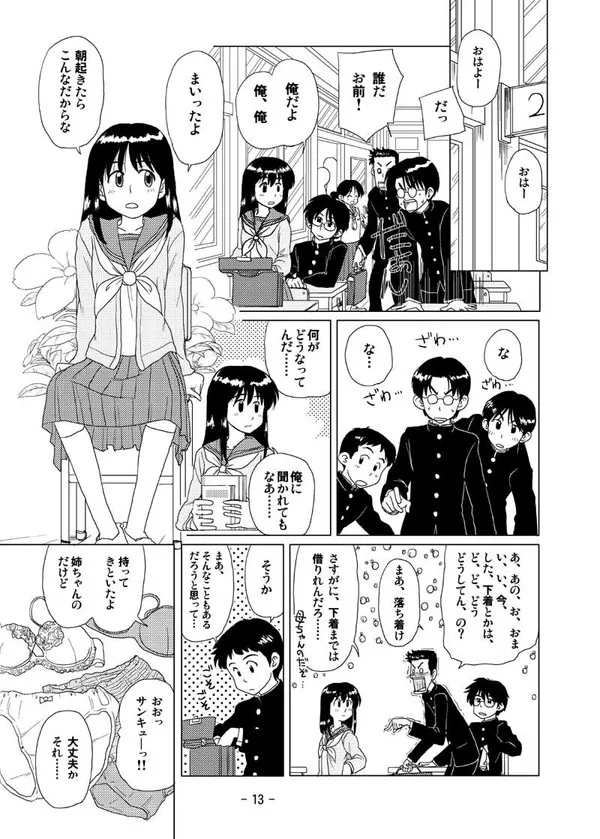 おはよー
2
おはー
だっ
誰だ
お前！
俺だよ
俺、俺
だあぁ
まいったよ
朝起きたら
こんなだからな
な
ざわ…
な…
ざわ…
何が
どうなって
んだ……
俺に
聞かれても
なあ……
あ、あの、お、おま
い、い、今、
した、下着とかは、
ど、ど、どう
どうしてん、の？
まあ、落ち着け
さすがに、下着までは
借りれんだろ……
母ちゃんのだぞ…
そうか
まあ、
そんなこともある
だろうと思って…
ごそ
ごそ
持って
きといたよ
姉ちゃんの
だけど
おおっ
サンキューっ!!
大丈夫か
それ……
- 13 -